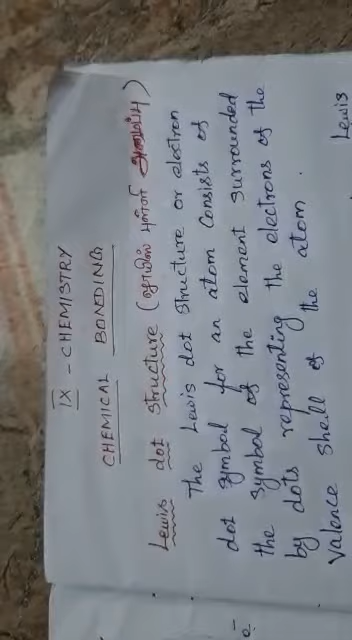 IX - CHEMISTRY
CHEMICAL BONDING
Lewis dot structure (லூயிஸ் புள்ளி அமைப்பு)
The Lewis dot structure or electron
dot symbol for an atom consists of
the symbol of the element surrounded
by dots representing the electrons of the
valence shell of the atom.
Lewis